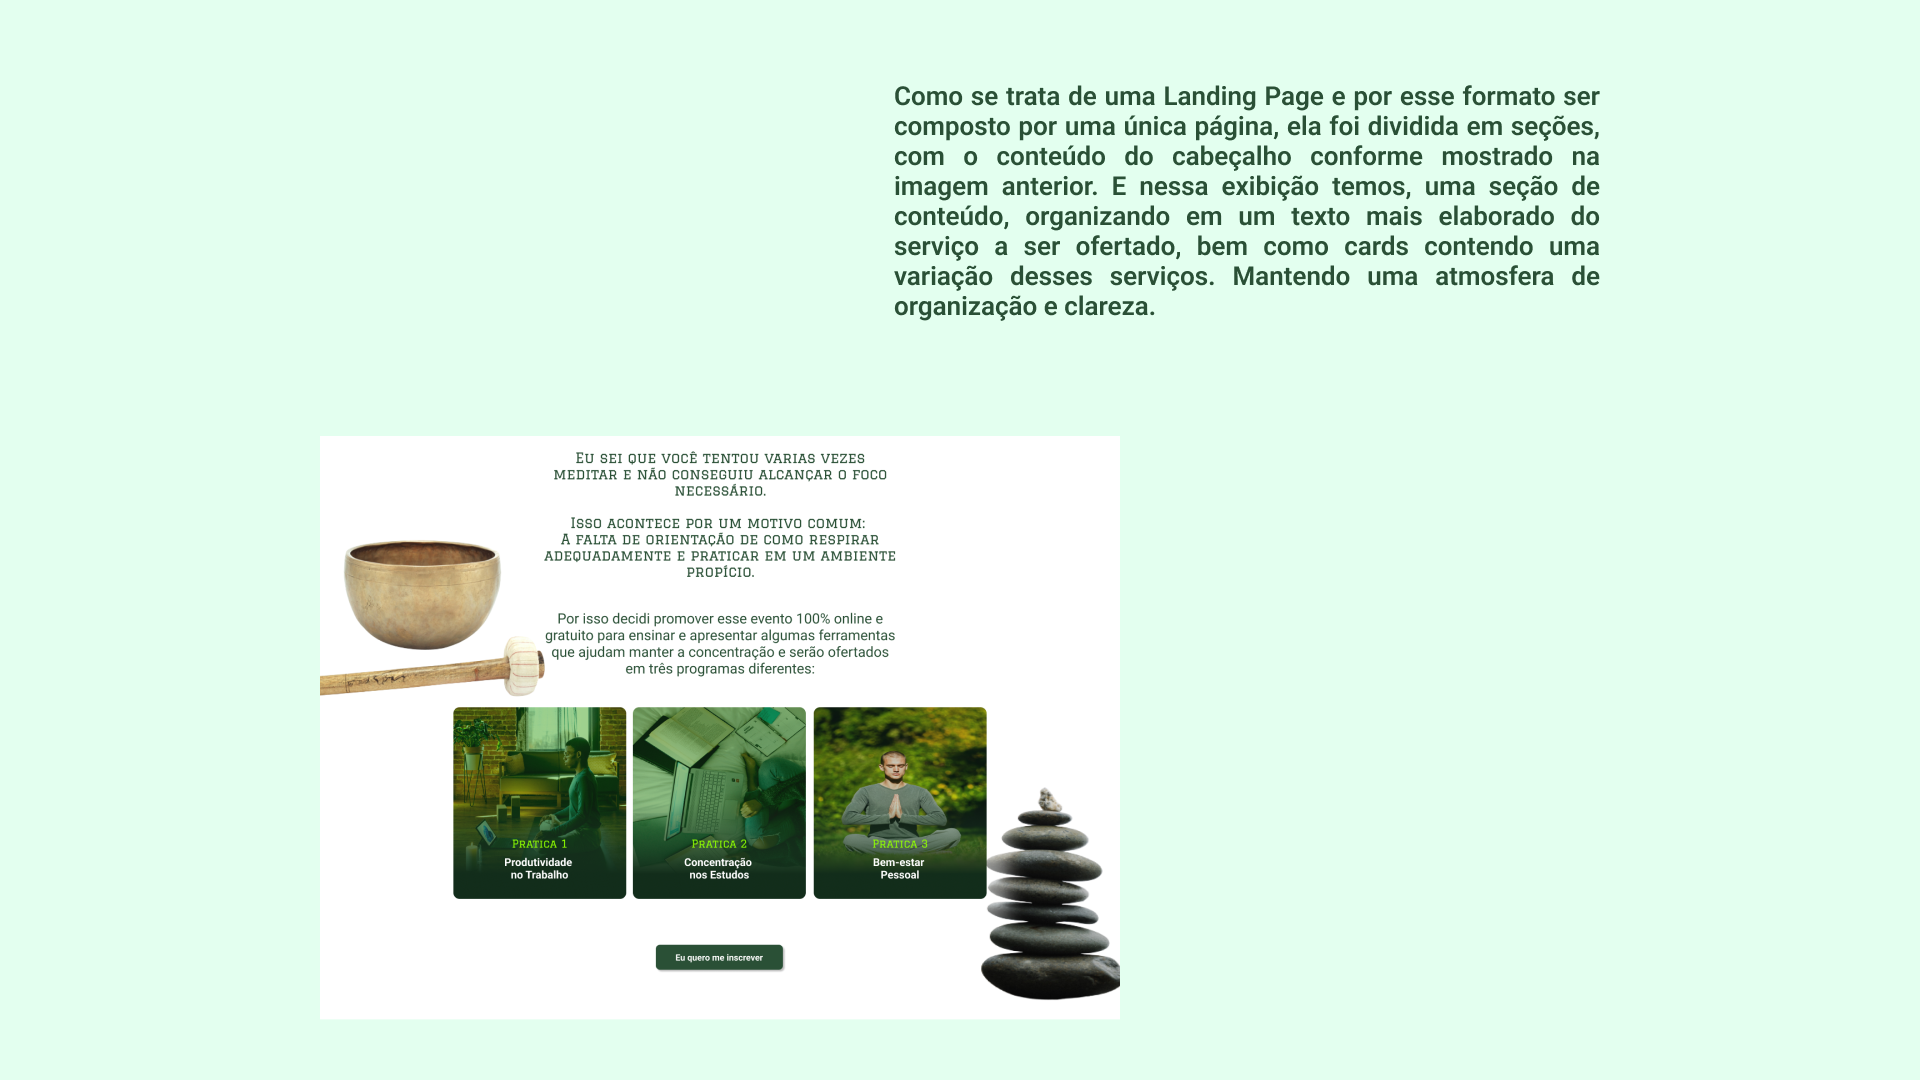 Como se trata de uma Landing Page e por esse formato ser
composto por uma única página, ela foi dividida em seções,
com o conteúdo do cabeçalho conforme mostrado na
imagem anterior. E nessa exibição temos, uma seção de
conteúdo, organizando em um texto mais elaborado do
serviço a ser ofertado, bem como cards contendo uma
variação desses serviços. Mantendo uma atmosfera de
organização e clareza.
Eu sei que você tentou varias vezes
meditar e não conseguiu alcançar o foco
necessário.
Isso acontece por um motivo comum:
A falta de orientação de como respirar
adequadamente e praticar em um ambiente
propício.
Por isso decidi promover esse evento 100% online e
gratuito para ensinar e apresentar algumas ferramentas
que ajudam manter a concentração e serão ofertados
em três programas diferentes:
Pratica 1
Produtividade
no Trabalho
Pratica 2
Concentração
nos Estudos
Pratica 3
Bem-estar
Pessoal
Eu quero me inscrever